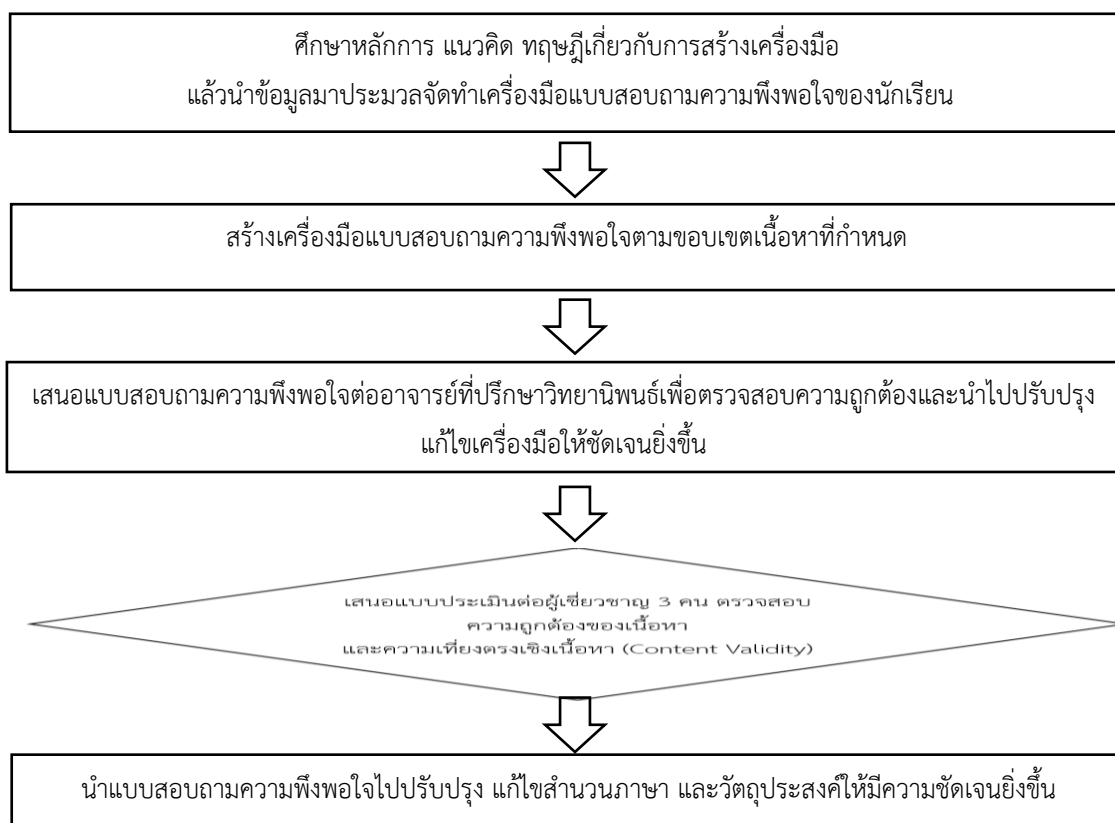 ศึกษาหลักการ แนวคิด ทฤษฎีเกี่ยวกับการสร้างเครื่องมือ
แล้วนำข้อมูลมาประมวลจัดทำเครื่องมือแบบสอบถามความพึงพอใจของนักเรียน
สร้างเครื่องมือแบบสอบถามความพึงพอใจตามขอบเขตเนื้อหาที่กำหนด
เสนอแบบสอบถามความพึงพอใจต่ออาจารย์ที่ปรึกษาวิทยานิพนธ์เพื่อตรวจสอบความถูกต้องและนำไปปรับปรุง
แก้ไขเครื่องมือให้ชัดเจนยิ่งขึ้น
เสนอแบบประเมินต่อผู้เชี่ยวชาญ 3 คน ตรวจสอบ
ความถูกต้องของเนื้อหา
และความเที่ยงตรงเชิงเนื้อหา (Content Validity)
นำแบบสอบถามความพึงพอใจไปปรับปรุง แก้ไขสำนวนภาษา และวัตถุประสงค์ให้มีความชัดเจนยิ่งขึ้น